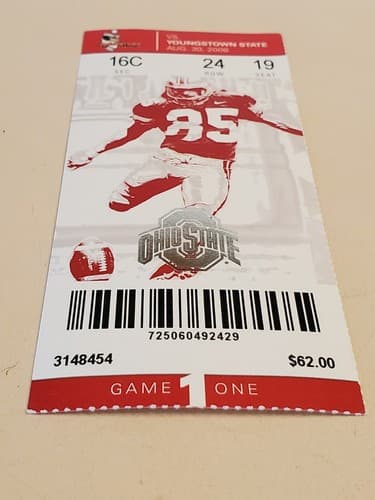 VS.
YOUNGSTOWN STATE
AUG. 30, 2008
16C 24 19
SEC ROW SEAT
85
OHIO STATE
725060492429
3148454 $62.00
GAME 1 ONE